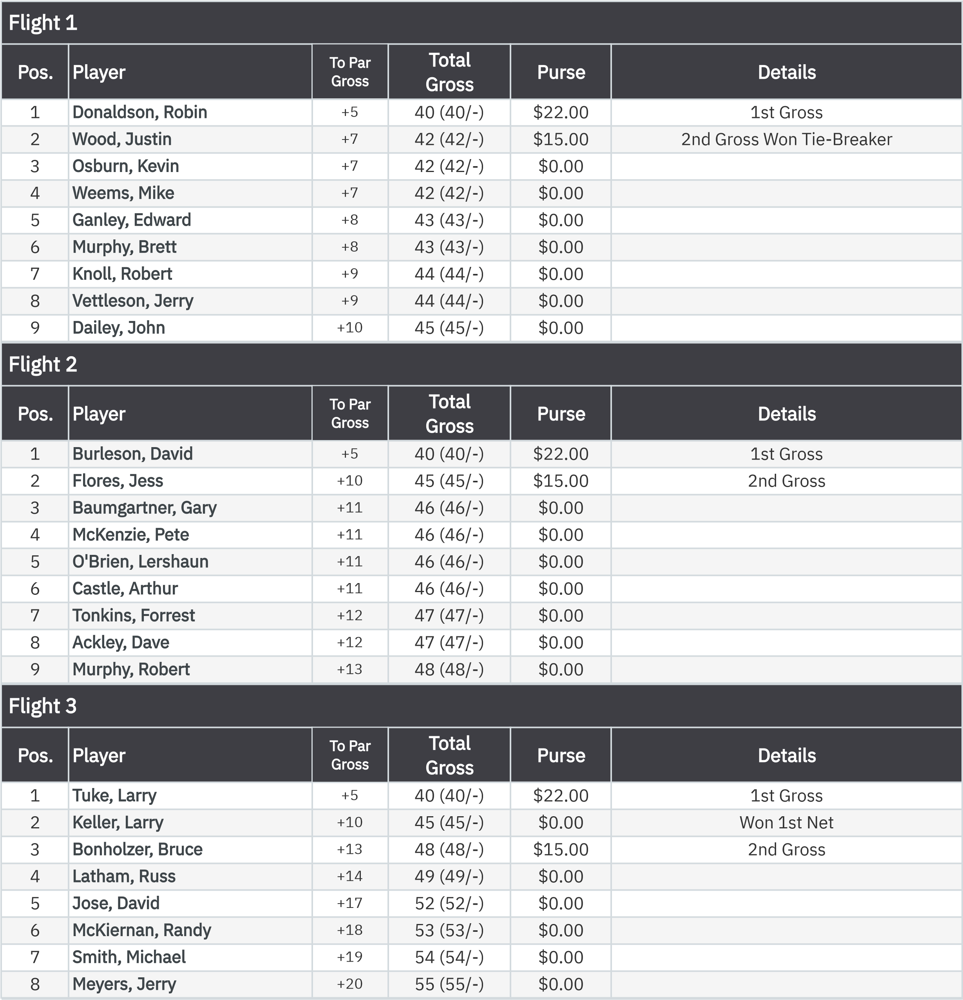 Flight 1
Pos. Player To Par Gross Total Gross Purse Details
1 Donaldson, Robin +5 40 (40/-) $22.00 1st Gross
2 Wood, Justin +7 42 (42/-) $15.00 2nd Gross Won Tie-Breaker
3 Osburn, Kevin +7 42 (42/-) $0.00
4 Weems, Mike +7 42 (42/-) $0.00
5 Ganley, Edward +8 43 (43/-) $0.00
6 Murphy, Brett +8 43 (43/-) $0.00
7 Knoll, Robert +9 44 (44/-) $0.00
8 Vettleson, Jerry +9 44 (44/-) $0.00
9 Dailey, John +10 45 (45/-) $0.00
Flight 2
Pos. Player To Par Gross Total Gross Purse Details
1 Burleson, David +5 40 (40/-) $22.00 1st Gross
2 Flores, Jess +10 45 (45/-) $15.00 2nd Gross
3 Baumgartner, Gary +11 46 (46/-) $0.00
4 McKenzie, Pete +11 46 (46/-) $0.00
5 O'Brien, Lershaun +11 46 (46/-) $0.00
6 Castle, Arthur +11 46 (46/-) $0.00
7 Tonkins, Forrest +12 47 (47/-) $0.00
8 Ackley, Dave +12 47 (47/-) $0.00
9 Murphy, Robert +13 48 (48/-) $0.00
Flight 3
Pos. Player To Par Gross Total Gross Purse Details
1 Tuke, Larry +5 40 (40/-) $22.00 1st Gross
2 Keller, Larry +10 45 (45/-) $0.00 Won 1st Net
3 Bonholzer, Bruce +13 48 (48/-) $15.00 2nd Gross
4 Latham, Russ +14 49 (49/-) $0.00
5 Jose, David +17 52 (52/-) $0.00
6 McKiernan, Randy +18 53 (53/-) $0.00
7 Smith, Michael +19 54 (54/-) $0.00
8 Meyers, Jerry +20 55 (55/-) $0.00